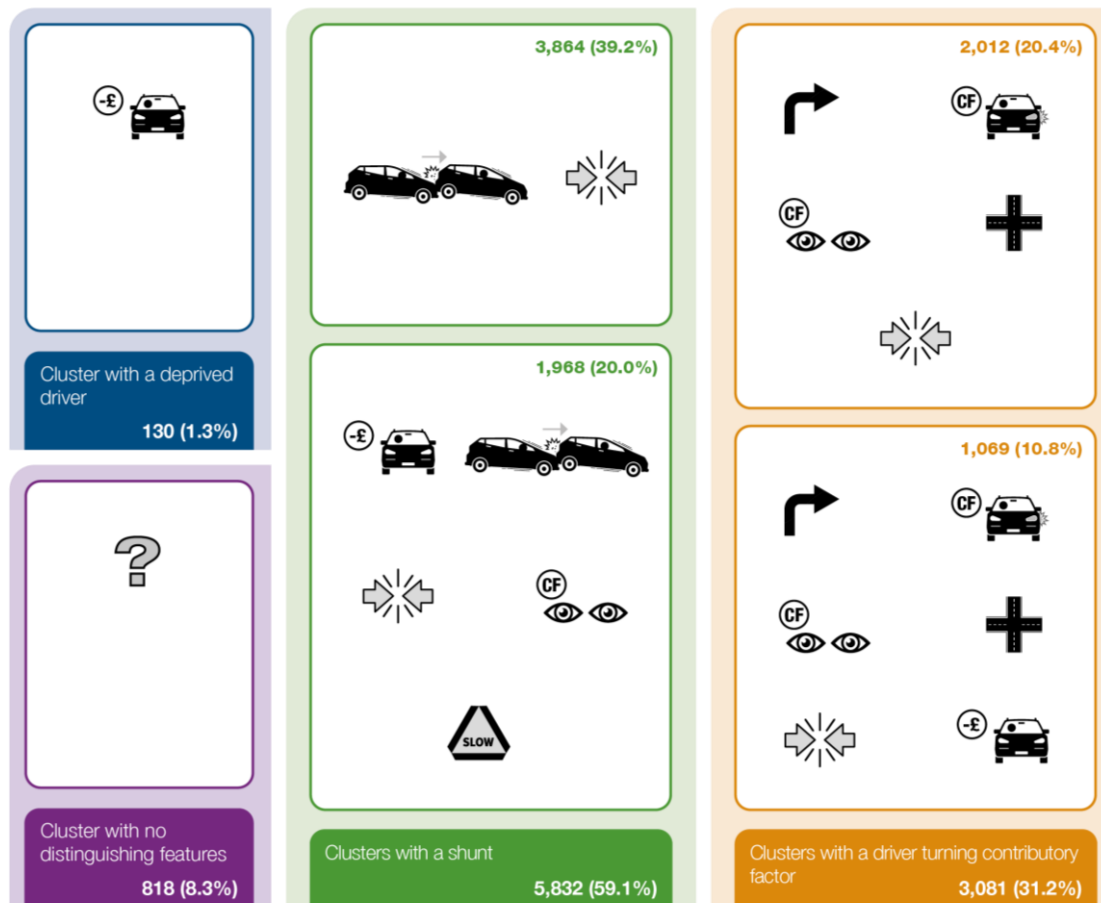 -£
Cluster with a deprived
driver
130 (1.3%)
?
Cluster with no
distinguishing features
818 (8.3%)
3,864 (39.2%)
1,968 (20.0%)
-£
CF
SLOW
Clusters with a shunt
5,832 (59.1%)
2,012 (20.4%)
CF
CF
1,069 (10.8%)
CF
CF
-£
Clusters with a driver turning contributory
factor
3,081 (31.2%)